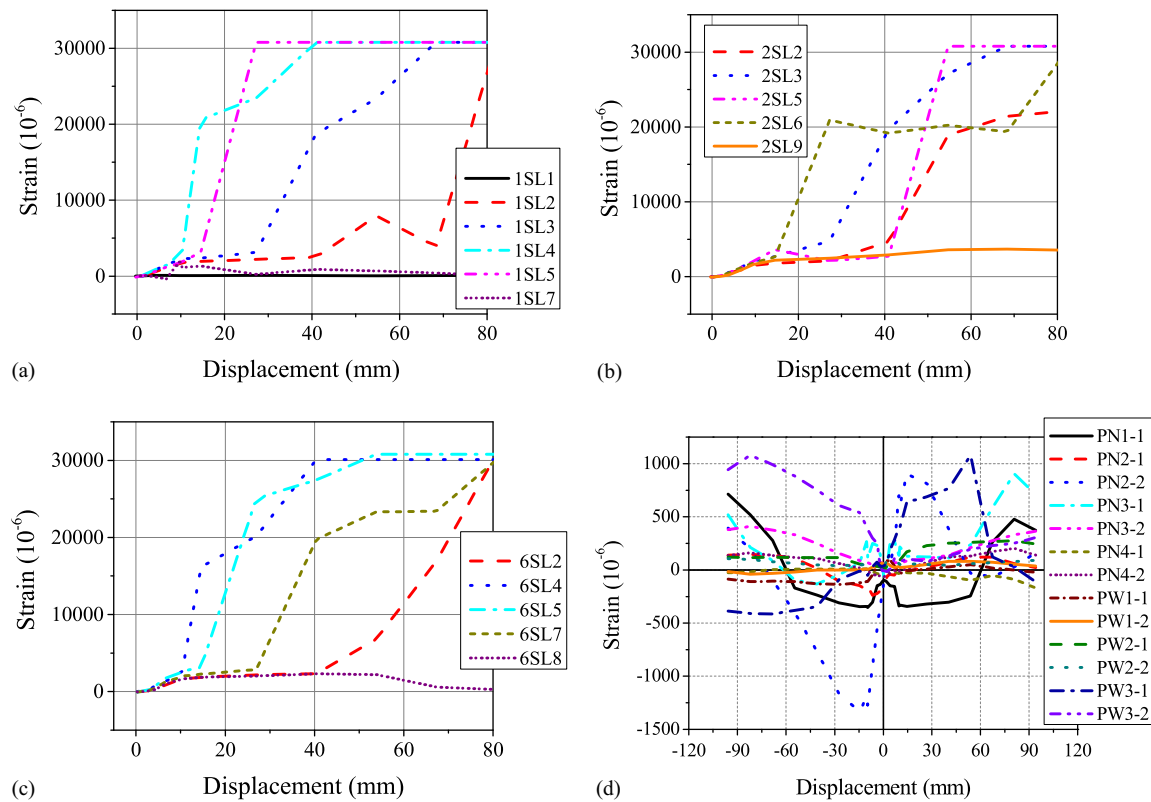 30000
20000
10000
0
Strain (10-6)
1SL1
1SL2
1SL3
1SL4
1SL5
1SL7
0 20 40 60 80
(a) Displacement (mm)
30000
20000
10000
0
Strain (10-6)
2SL2
2SL3
2SL5
2SL6
2SL9
0 20 40 60 80
(b) Displacement (mm)
30000
20000
10000
0
Strain (10-6)
6SL2
6SL4
6SL5
6SL7
6SL8
0 20 40 60 80
(c) Displacement (mm)
1000
500
0
-500
-1000
-1500
Strain (10-6)
PN1-1
PN2-1
PN2-2
PN3-1
PN3-2
PN4-1
PN4-2
PW1-1
PW1-2
PW2-1
PW2-2
PW3-1
PW3-2
-120 -90 -60 -30 0 30 60 90 120
(d) Displacement (mm)